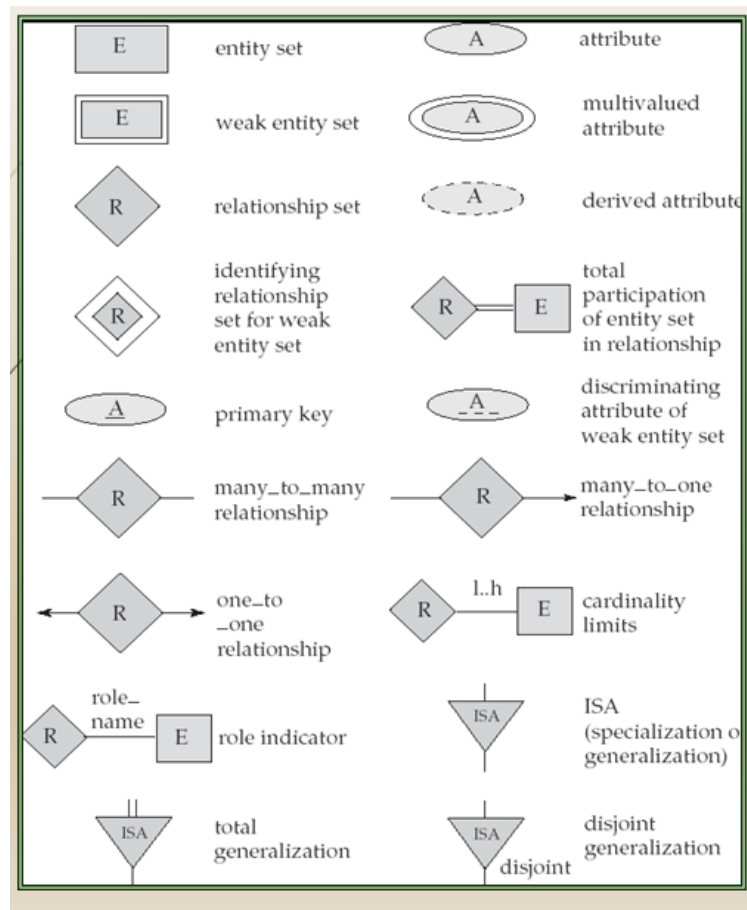 E
entity set
A
attribute
E
weak entity set
A
multivalued
attribute
R
relationship set
A
derived attribute
R
identifying
relationship
set for weak
entity set
R
E
total
participation
of entity set
in relationship
A
primary key
A
discriminating
attribute of
weak entity set
R
many_to_many
relationship
R
many_to_one
relationship
R
one_to
_one
relationship
R
l..h
E
cardinality
limits
R
role_
name
E
role indicator
ISA
ISA
(specialization o
generalization)
ISA
total
generalization
ISA
disjoint
disjoint
generalization